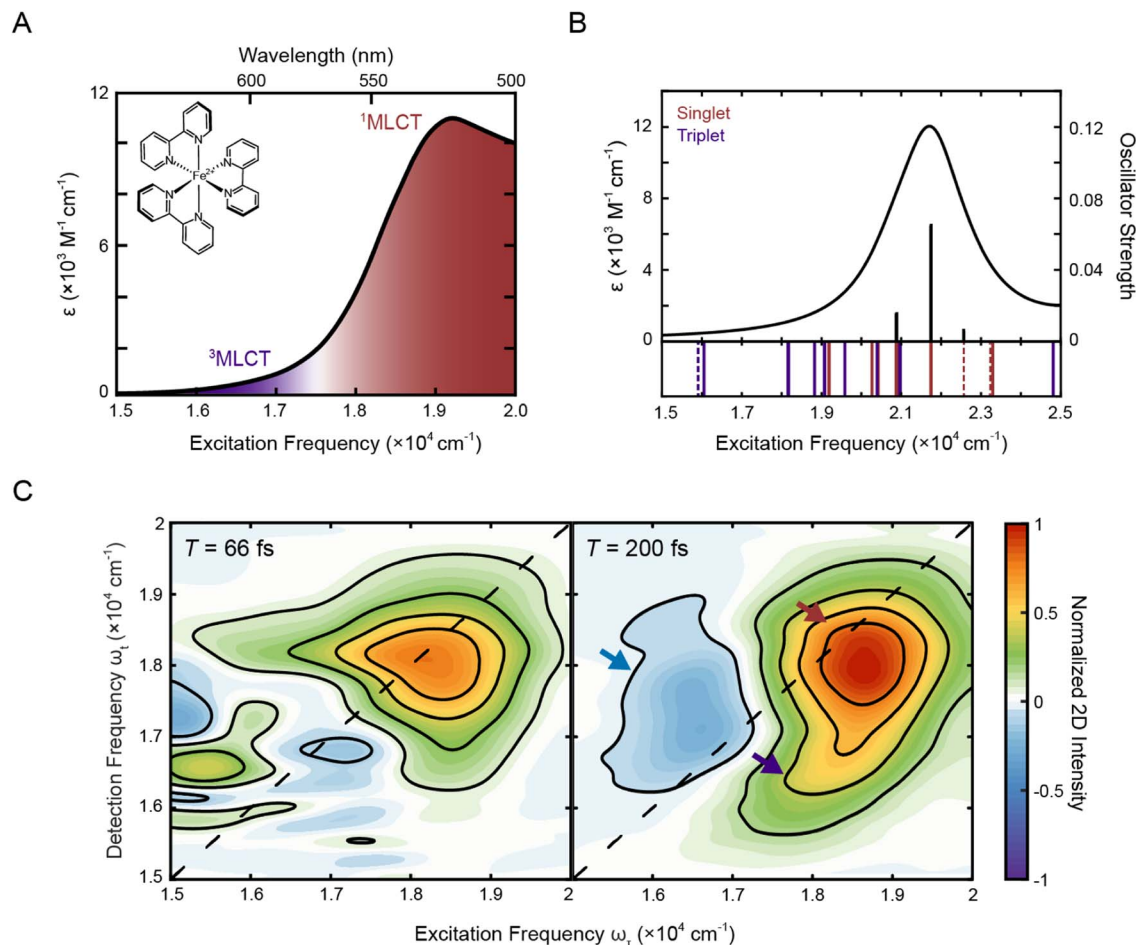 A
Wavelength (nm)
600 550 500
12
6
0
ε (×10³ M⁻¹ cm⁻¹)
¹MLCT
³MLCT
N N N Fe²⁺ N N N
1.5 1.6 1.7 1.8 1.9 2.0
Excitation Frequency (×10⁴ cm⁻¹)
B
Singlet
Triplet
12
8
4
0
ε (×10³ M⁻¹ cm⁻¹)
0.12
0.08
0.04
0
Oscillator Strength
1.5 1.7 1.9 2.1 2.3 2.5
Excitation Frequency (×10⁴ cm⁻¹)
C
T = 66 fs
T = 200 fs
2
1.9
1.8
1.7
1.6
1.5
Detection Frequency ωt (×10⁴ cm⁻¹)
1.5 1.6 1.7 1.8 1.9 2 1.6 1.7 1.8 1.9 2
Excitation Frequency ωτ (×10⁴ cm⁻¹)
1
0.5
0
-0.5
-1
Normalized 2D Intensity